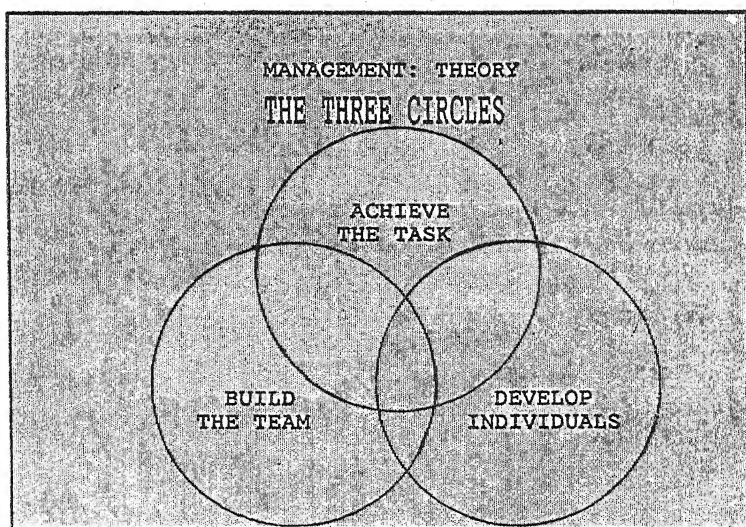 MANAGEMENT: THEORY
THE THREE CIRCLES
ACHIEVE
THE TASK
BUILD
THE TEAM
DEVELOP
INDIVIDUALS